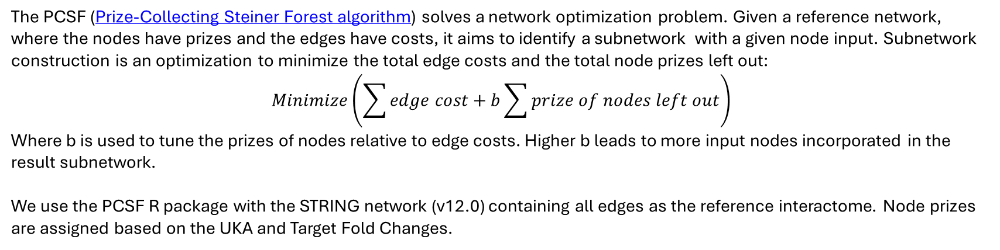 The PCSF (Prize-Collecting Steiner Forest algorithm) solves a network optimization problem. Given a reference network,
where the nodes have prizes and the edges have costs, it aims to identify a subnetwork with a given node input. Subnetwork
construction is an optimization to minimize the total edge costs and the total node prizes left out:
Minimize(∑ edge cost + b ∑ prize of nodes left out)
Where b is used to tune the prizes of nodes relative to edge costs. Higher b leads to more input nodes incorporated in the
result subnetwork.
We use the PCSF R package with the STRING network (v12.0) containing all edges as the reference interactome. Node prizes
are assigned based on the UKA and Target Fold Changes.